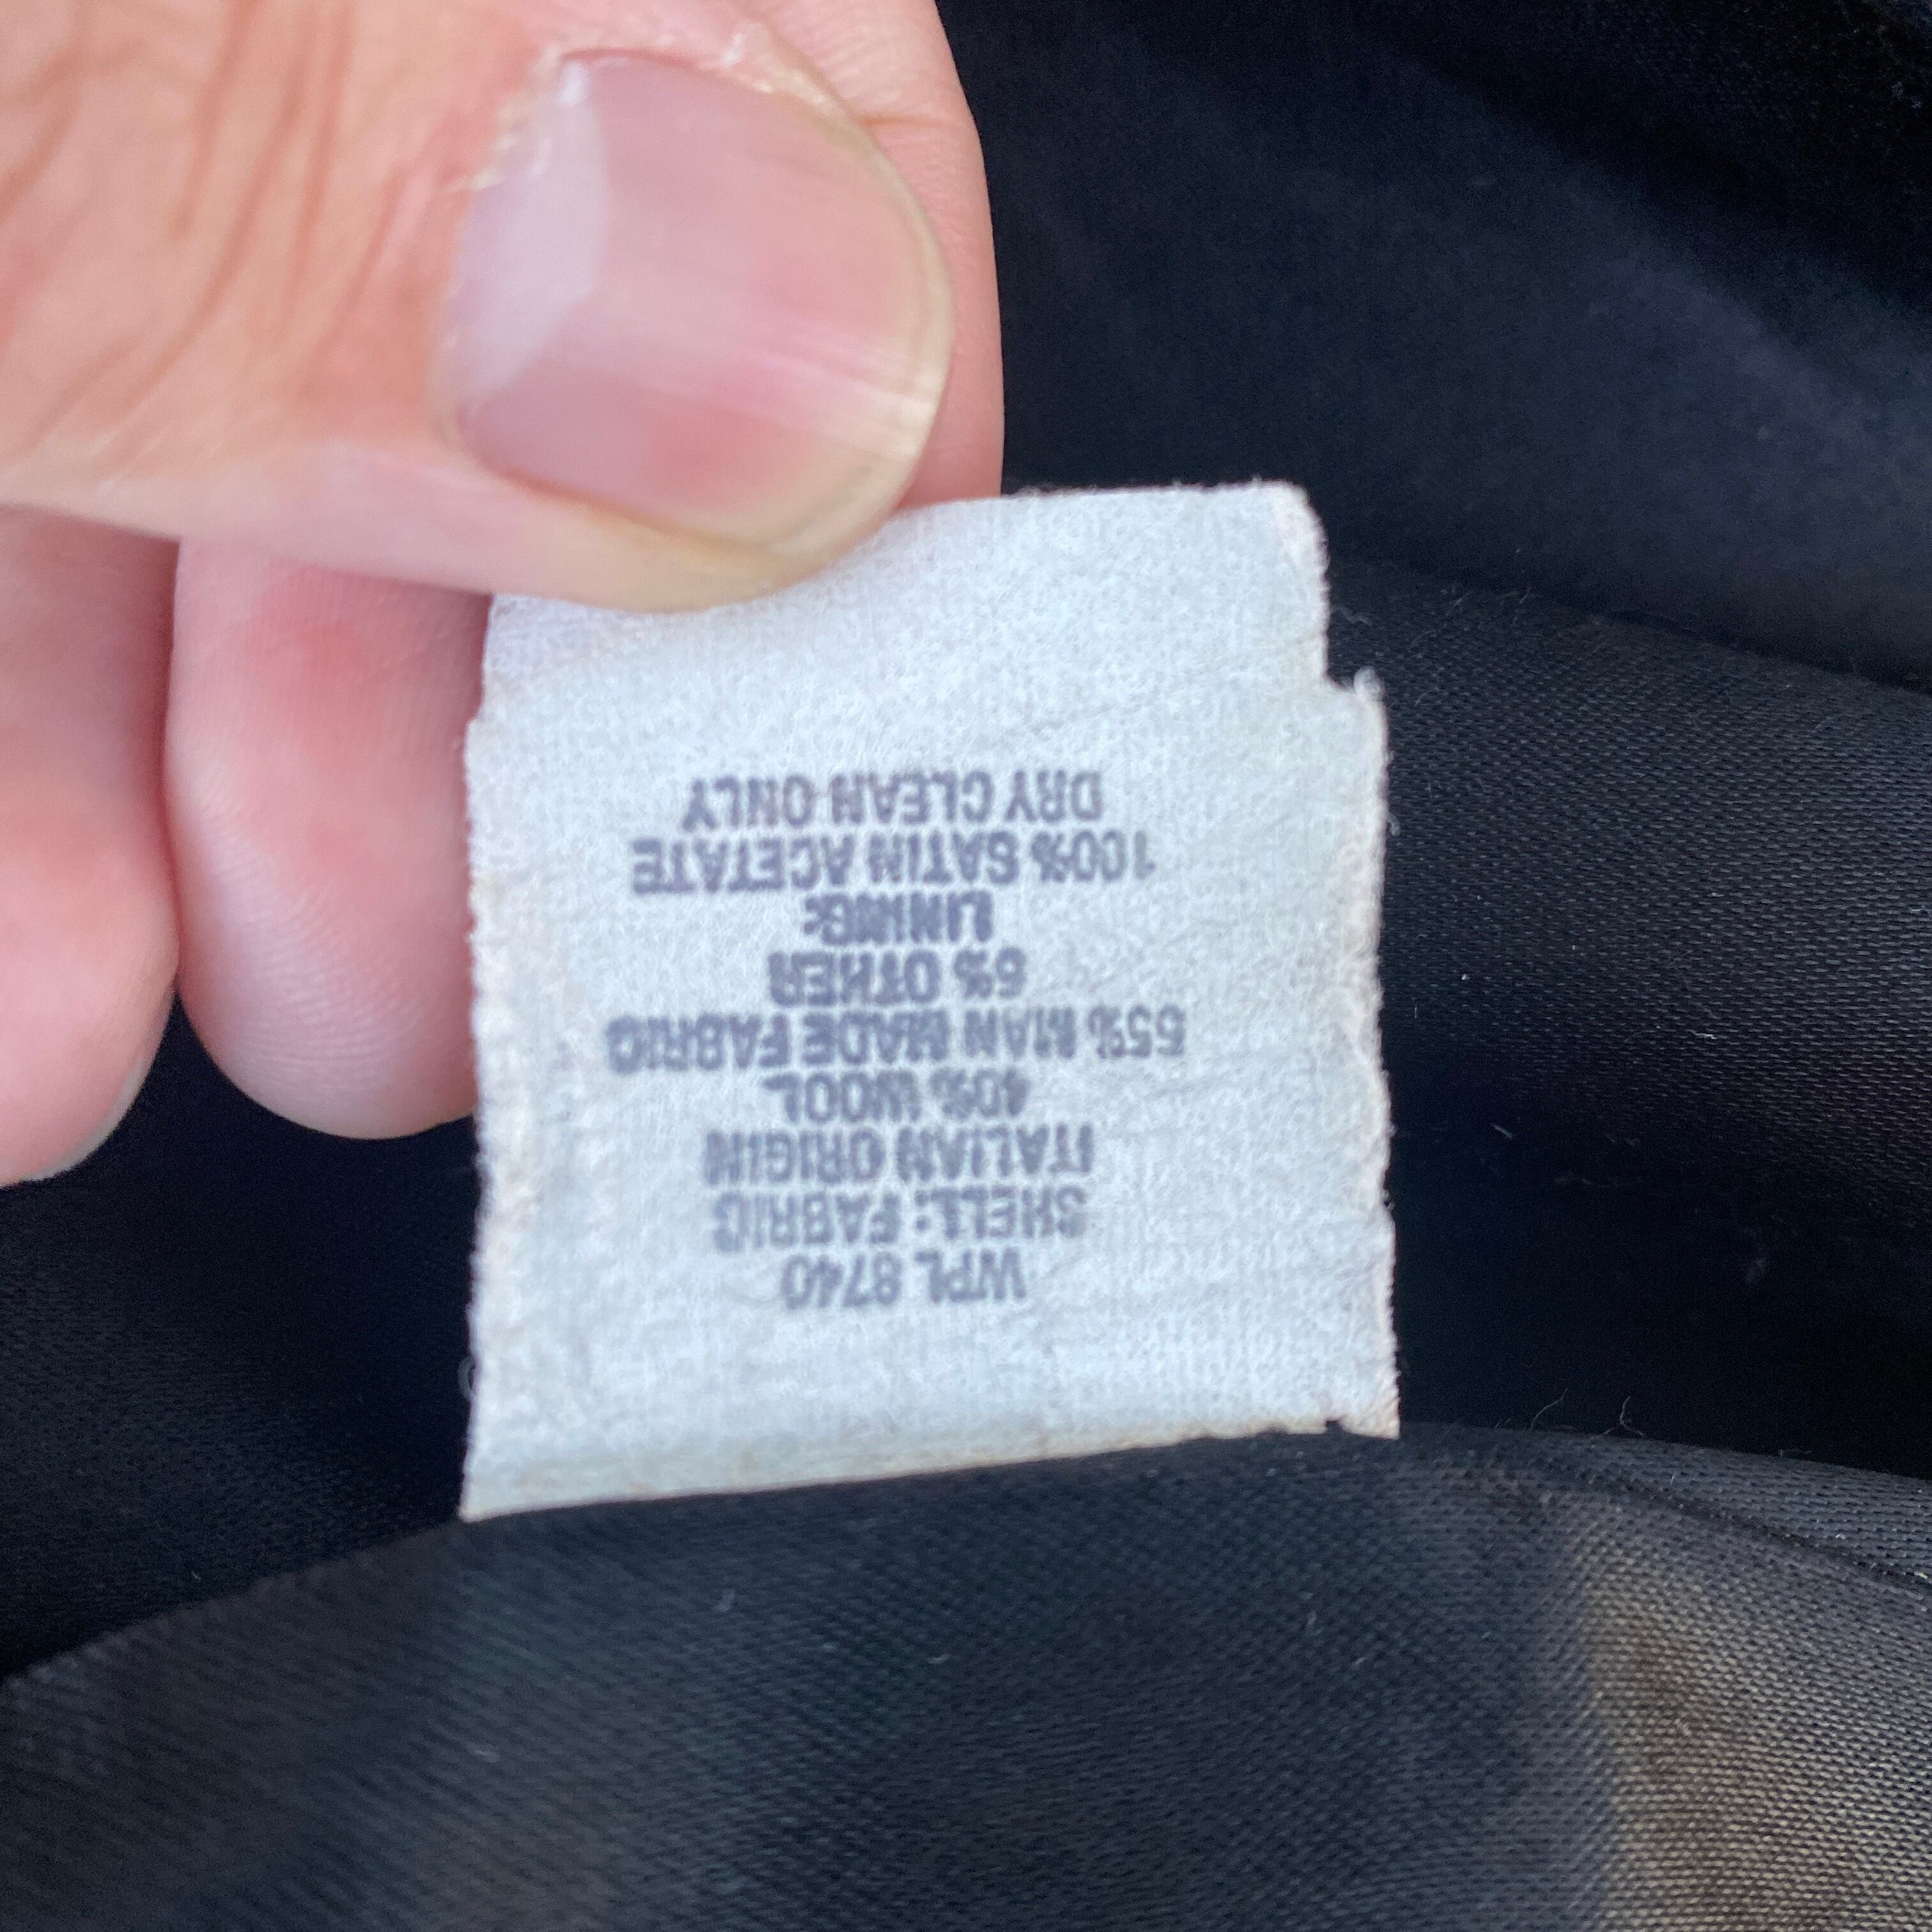 WPL 8740
SHELL: FABRIC
ITALIAN ORIGIN
40% WOOL
55% MAN MADE FABRIC
5% OTHER
LINING:
100% SATIN ACETATE
DRY CLEAN ONLY